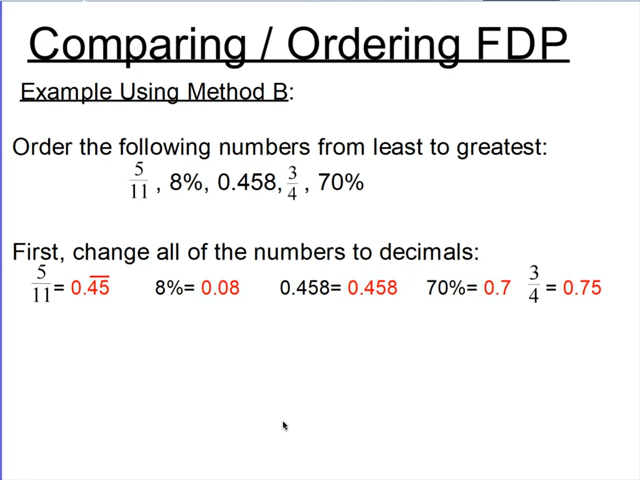 Comparing / Ordering FDP
Example Using Method B:
Order the following numbers from least to greatest:
5/11 , 8%, 0.458, 3/4 , 70%
First, change all of the numbers to decimals:
5/11 = 0.4̅5̅ 8%= 0.08 0.458= 0.458 70%= 0.7 3/4 = 0.75